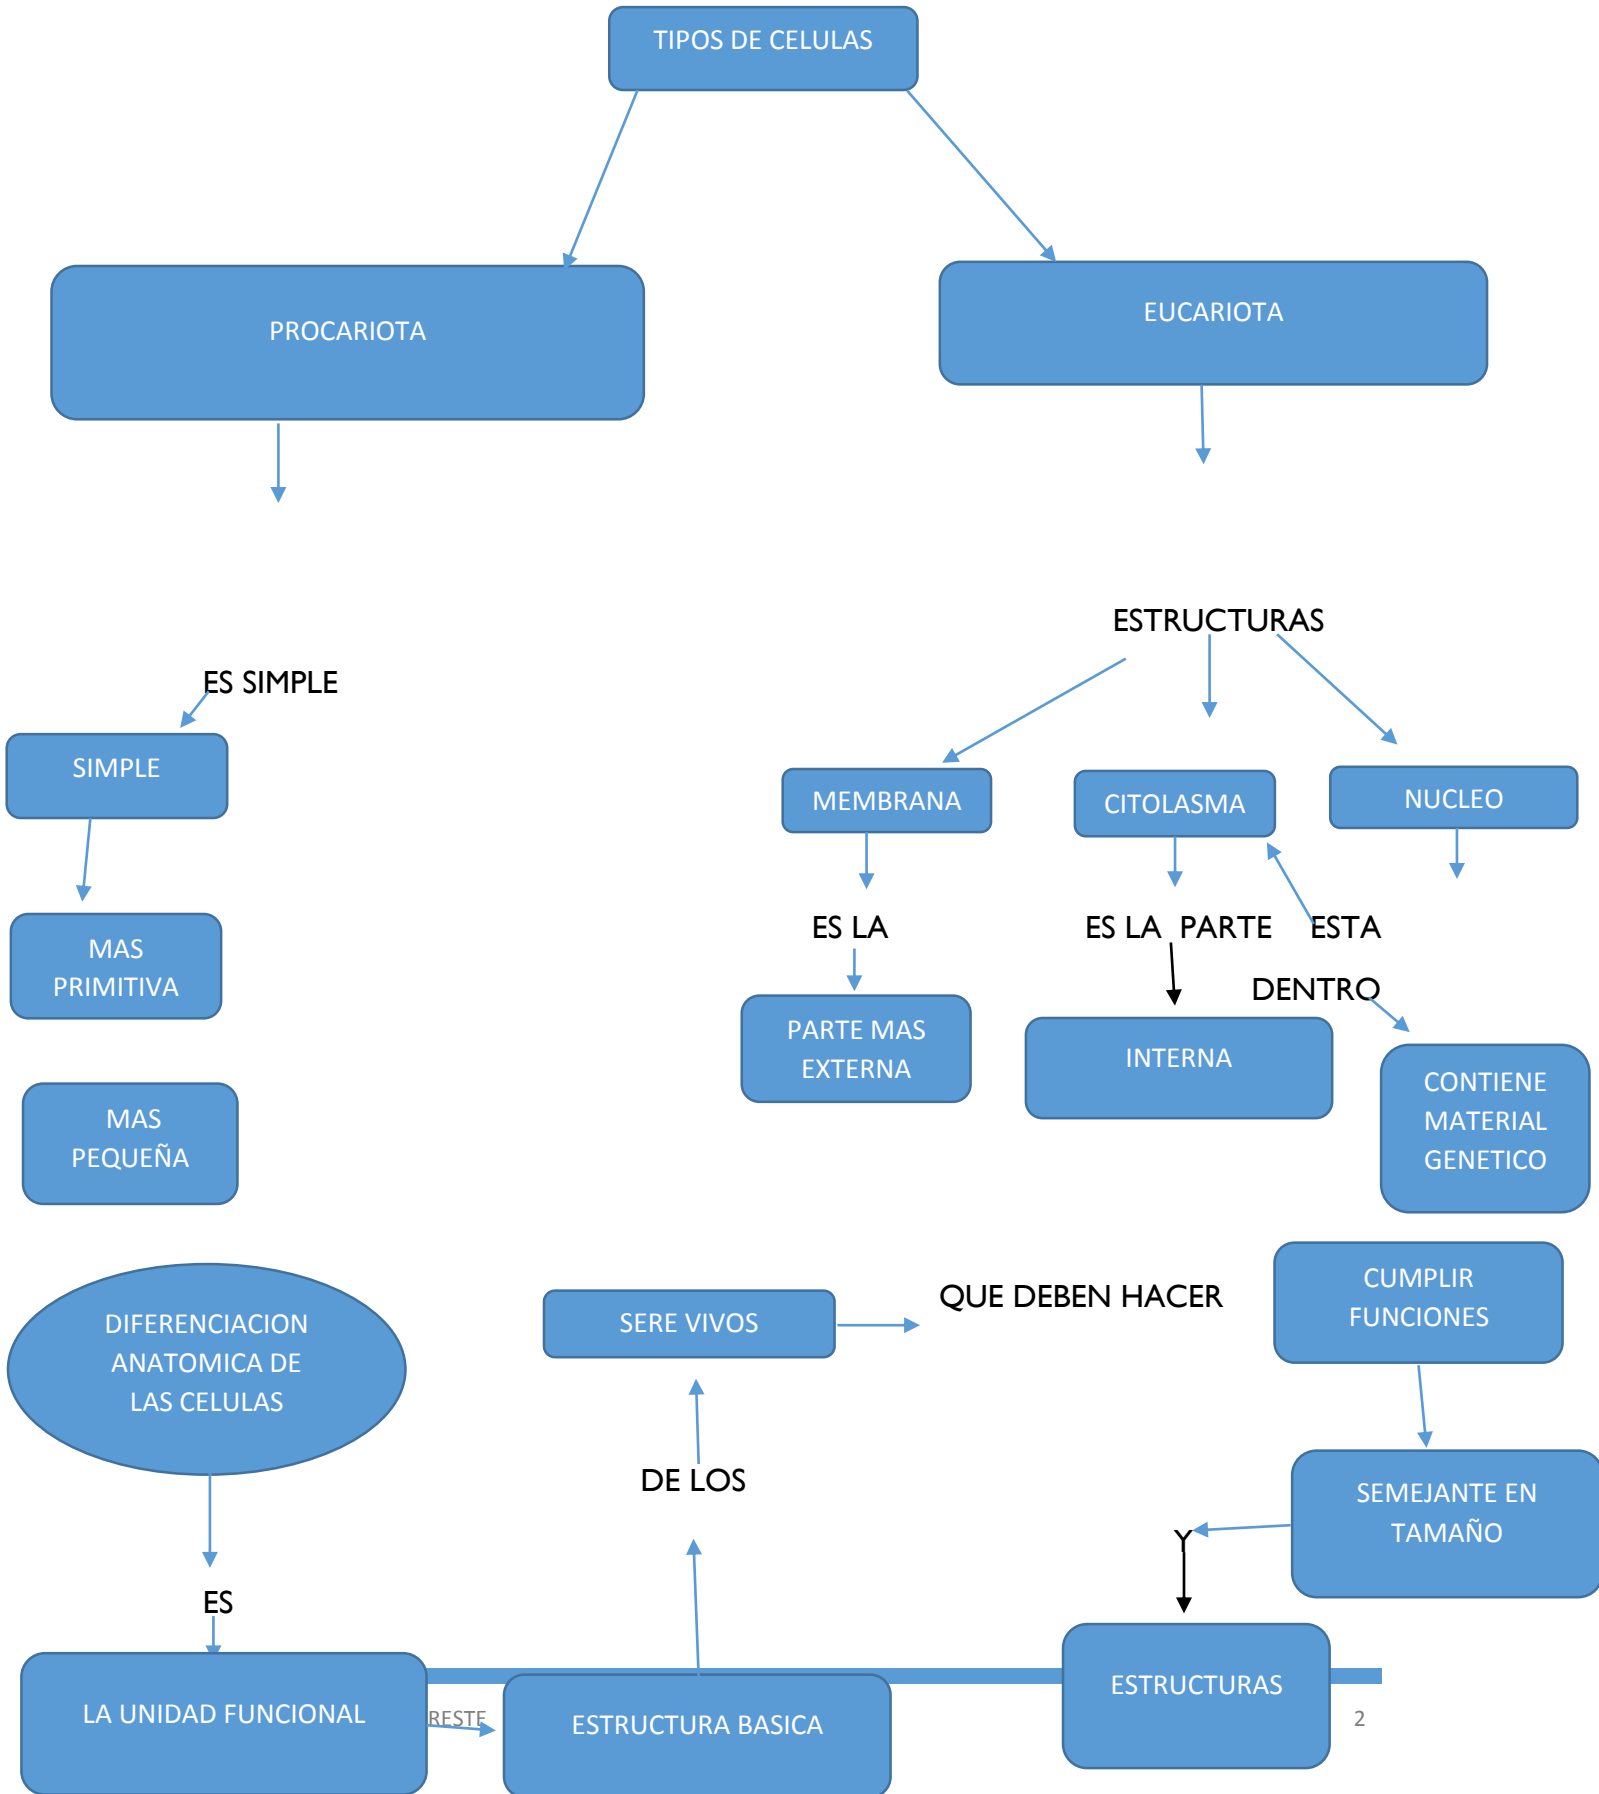 TIPOS DE CELULAS
PROCARIOTA
EUCARIOTA
ESTRUCTURAS
ES SIMPLE
SIMPLE
MEMBRANA
CITOLASMA
NUCLEO
MAS
PRIMITIVA
ES LA
ES LA PARTE
ESTA
DENTRO
PARTE MAS
EXTERNA
INTERNA
CONTIENE
MATERIAL
GENETICO
MAS
PEQUEÑA
DIFERENCIACION
ANATOMICA DE
LAS CELULAS
SERE VIVOS
QUE DEBEN HACER
CUMPLIR
FUNCIONES
DE LOS
SEMEJANTE EN
TAMAÑO
Y
ES
LA UNIDAD FUNCIONAL
ESTRUCTURA BASICA
ESTRUCTURAS
2